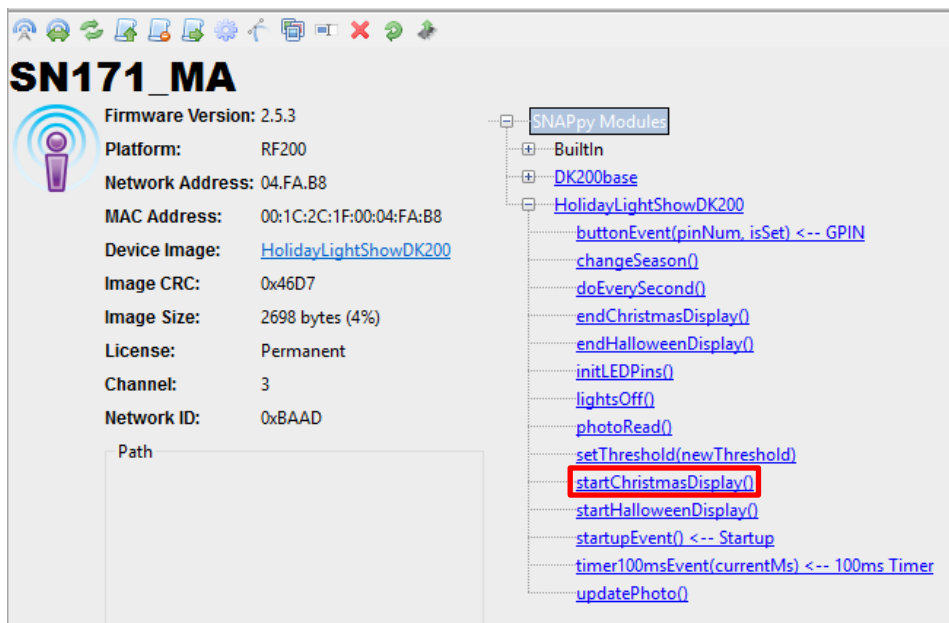 SN171_MA
Firmware Version: 2.5.3
Platform: RF200
Network Address: 04.FA.B8
MAC Address: 00:1C:2C:1F:00:04:FA:B8
Device Image: HolidayLightShowDK200
Image CRC: 0x46D7
Image Size: 2698 bytes (4%)
License: Permanent
Channel: 3
Network ID: 0xBAAD
Path
SNAPpy Modules
BuiltIn
DK200base
HolidayLightShowDK200
buttonEvent(pinNum, isSet) <-- GPIN
changeSeason()
doEverySecond()
endChristmasDisplay()
endHalloweenDisplay()
initLEDPins()
lightsOff()
photoRead()
setThreshold(newThreshold)
startChristmasDisplay()
startHalloweenDisplay()
startupEvent() <-- Startup
timer100msEvent(currentMs) <-- 100ms Timer
updatePhoto()